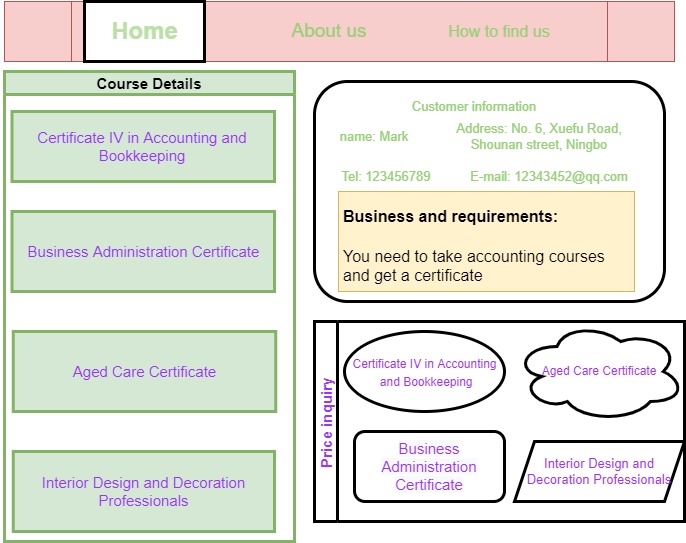 Home
About us
How to find us
Course Details
Certificate IV in Accounting and
Bookkeeping
Business Administration Certificate
Aged Care Certificate
Interior Design and Decoration
Professionals
Customer information
name: Mark
Address: No. 6, Xuefu Road,
Shounan street, Ningbo
Tel: 123456789
E-mail: 12343452@qq.com
Business and requirements:
You need to take accounting courses
and get a certificate
Price inquiry
Certificate IV in Accounting
and Bookkeeping
Aged Care Certificate
Business
Administration
Certificate
Interior Design and
Decoration Professionals